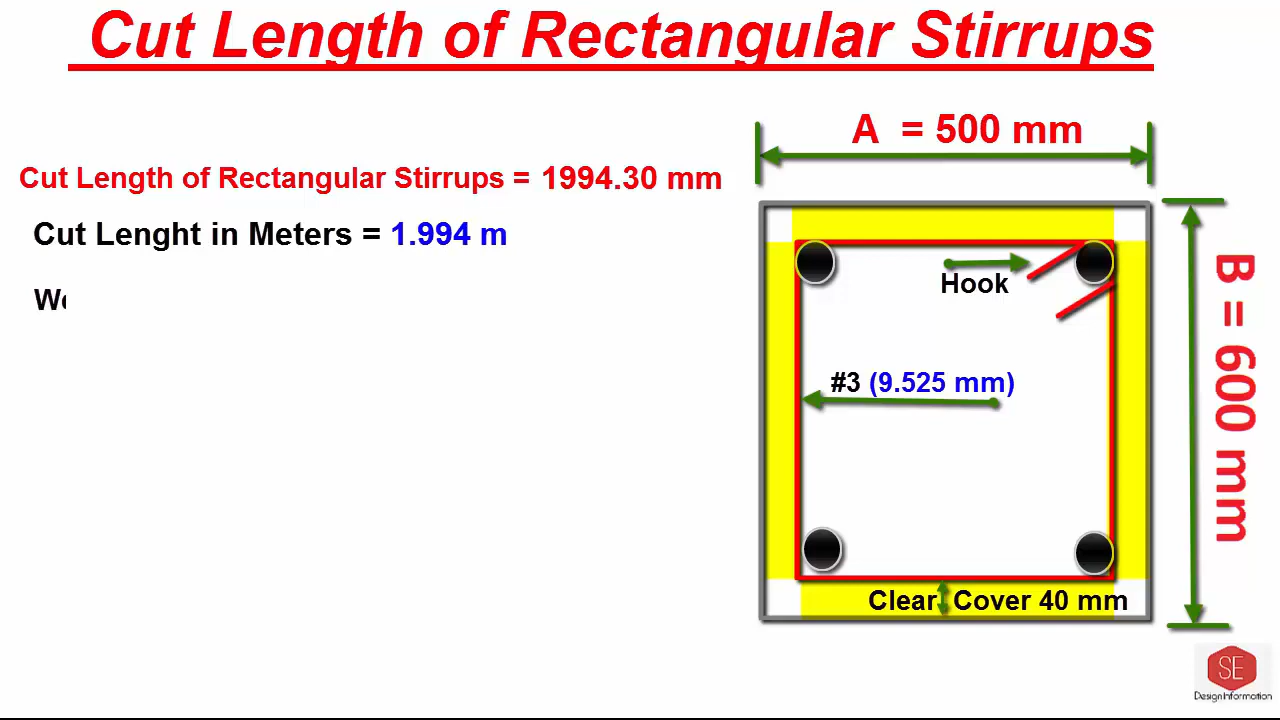 Cut Length of Rectangular Stirrups
A = 500 mm
Cut Length of Rectangular Stirrups = 1994.30 mm
Cut Lenght in Meters = 1.994 m
Hook
B = 600 mm
#3 (9.525 mm)
Clear Cover 40 mm
SE
Design Information